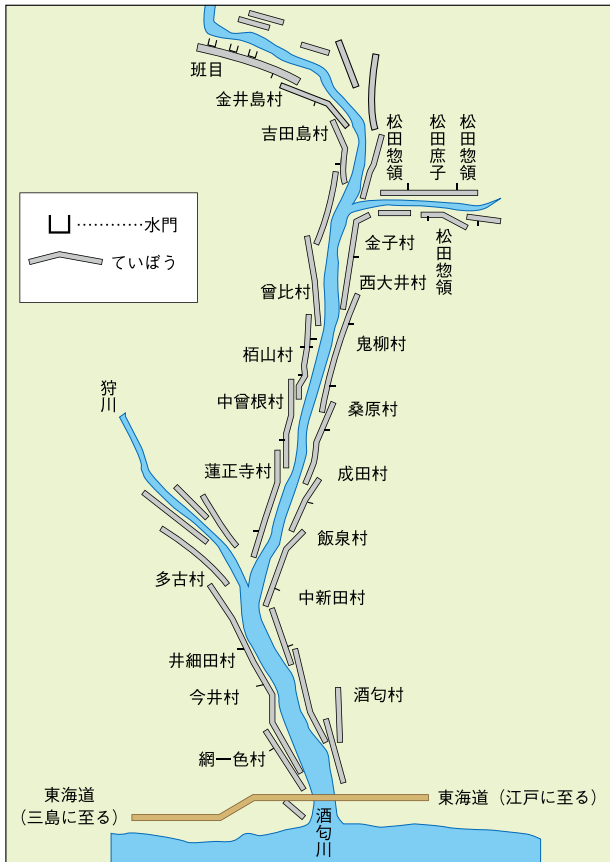 班目
金井島村
吉田島村
松田惣領
松田庶子
松田惣領
水門
ていぼう
金子村
松田惣領
西大井村
曾比村
鬼柳村
栢山村
狩川
中曾根村
桑原村
蓮正寺村
成田村
飯泉村
多古村
中新田村
井細田村
今井村
酒匂村
網一色村
東海道
（三島に至る）
東海道（江戸に至る）
酒匂川